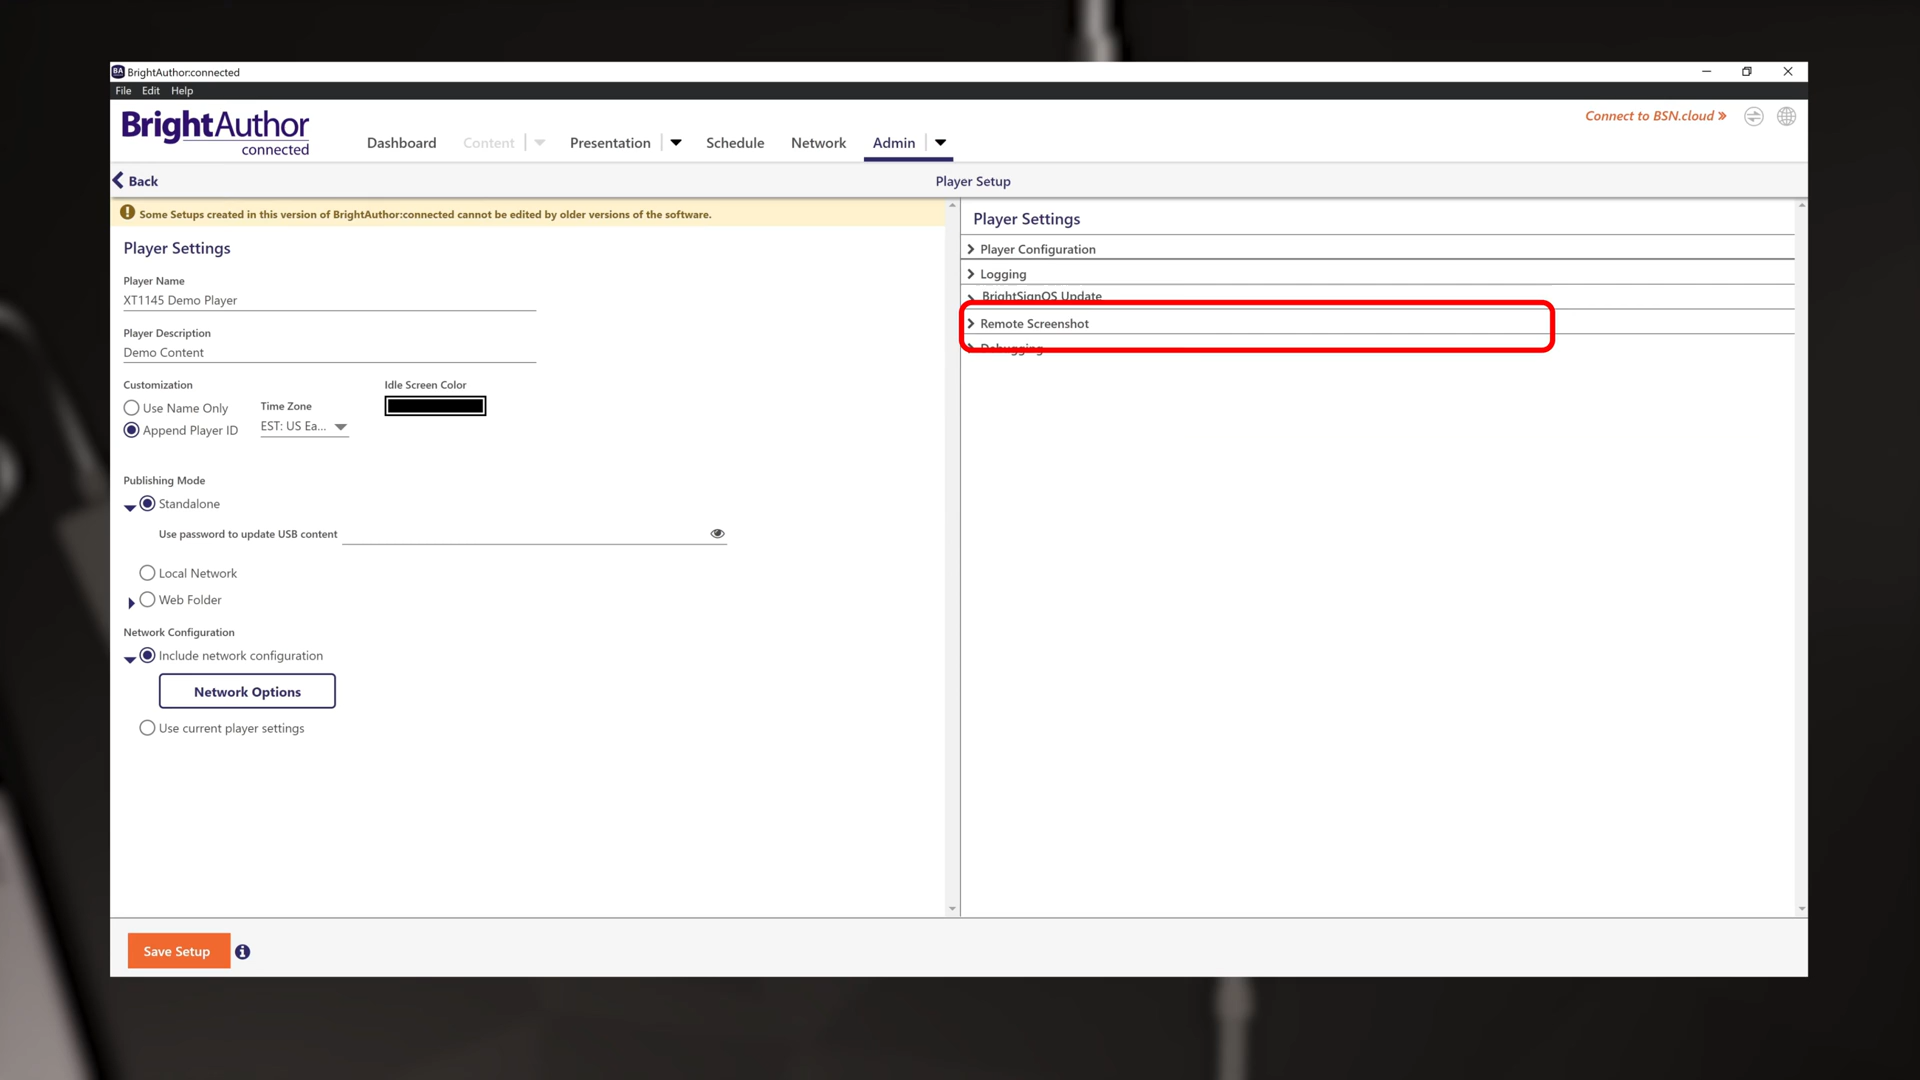 BA BrightAuthor:connected
File Edit Help
BrightAuthor
connected
Dashboard Content Presentation Schedule Network Admin
Connect to BSN.cloud »
Back
Player Setup
Some Setups created in this version of BrightAuthor:connected cannot be edited by older versions of the software.
Player Settings
Player Name
XT1145 Demo Player
Player Description
Demo Content
Customization
Idle Screen Color
Use Name Only
Time Zone
Append Player ID
EST: US Ea...
Publishing Mode
Standalone
Use password to update USB content
Local Network
Web Folder
Network Configuration
Include network configuration
Network Options
Use current player settings
Player Settings
Player Configuration
Logging
BrightSignOS Update
Remote Screenshot
Debugging
Save Setup